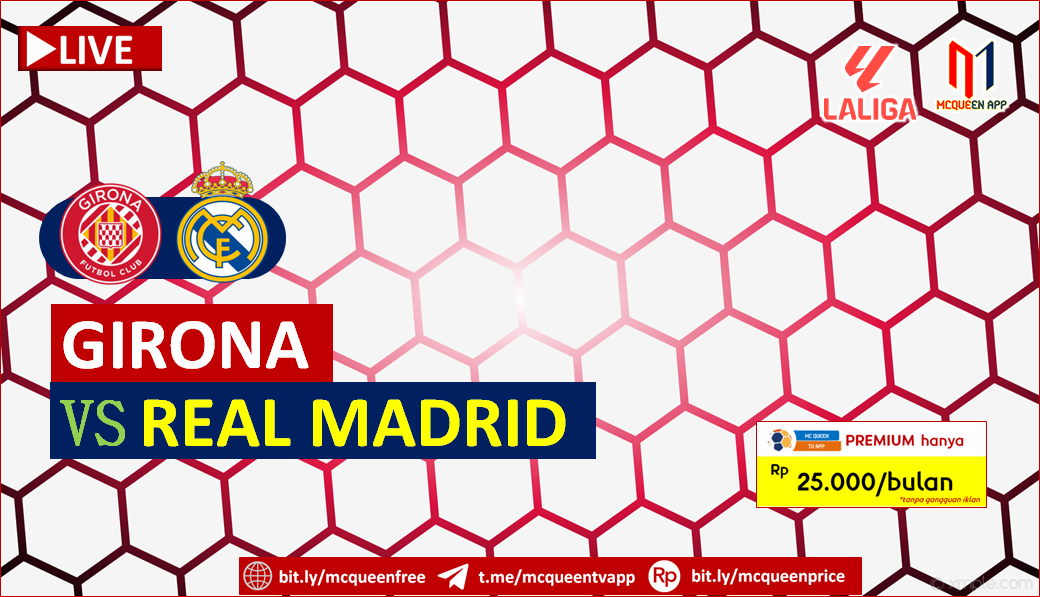 LIVE
LALIGA
MCQUEEN APP
GIRONA
FUTBOL CLUB
GIRONA
VS REAL MADRID
MC QUEEN
TV APP
PREMIUM hanya
Rp 25.000/bulan
*tanpa gangguan iklan
bit.ly/mcqueenfree
t.me/mcqueentvapp
Rp bit.ly/mcqueenprice